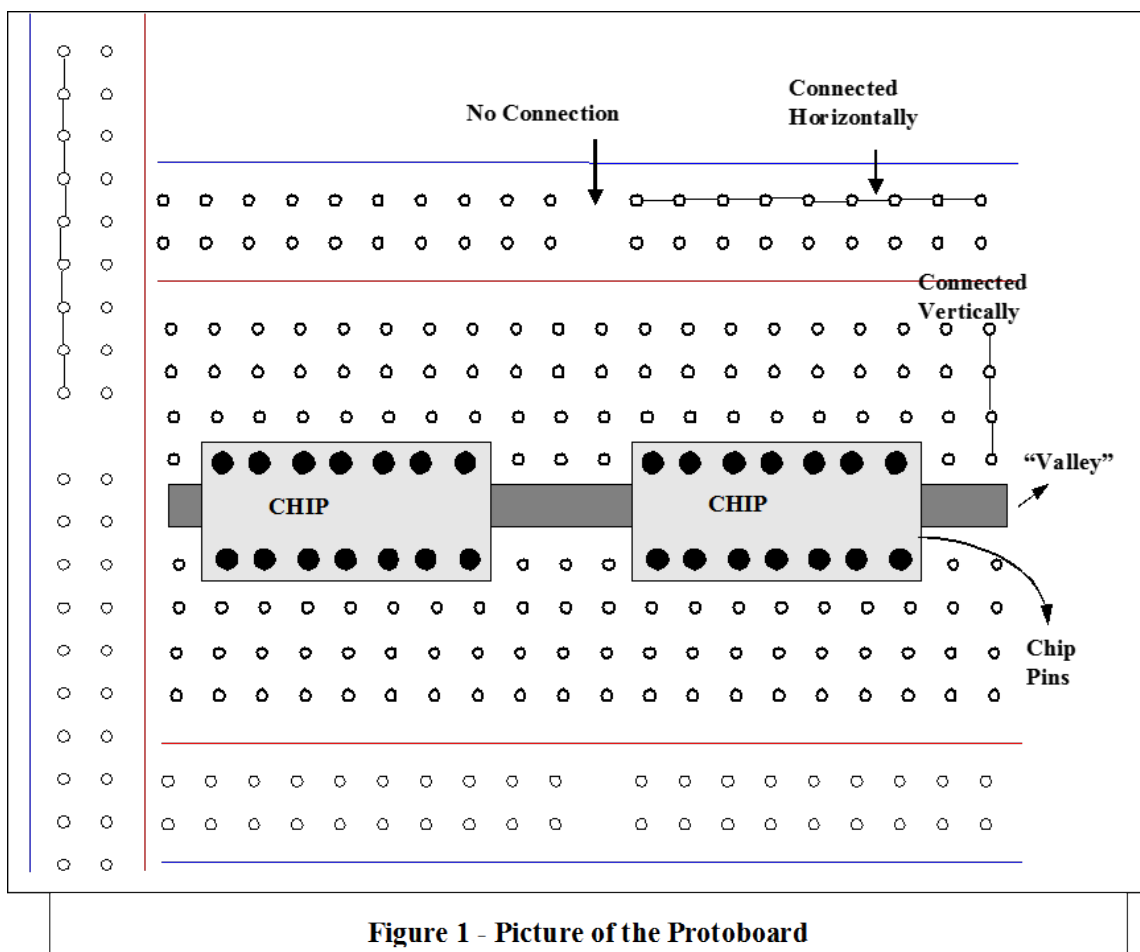 Connected
Horizontally
No Connection
Connected
Vertically
“Valley”
CHIP
CHIP
Chip
Pins
Figure 1 - Picture of the Protoboard